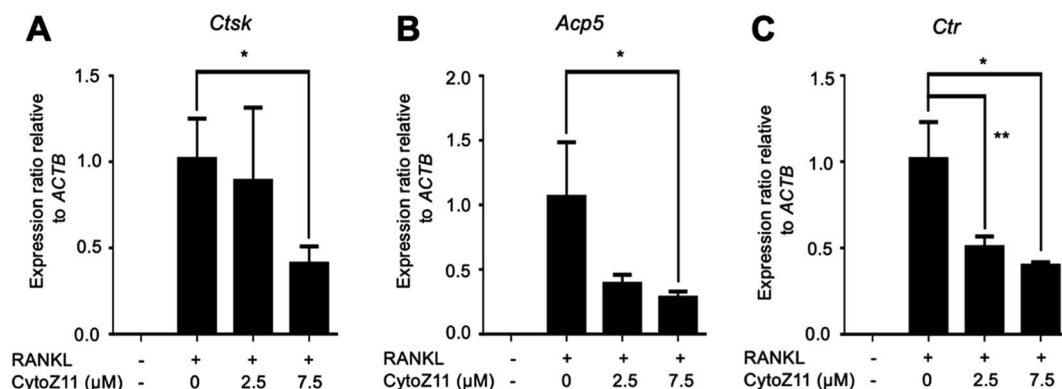 A
Ctsk
Expression ratio relative
to ACTB
1.5
1.0
0.5
0.0
*
RANKL - + + +
CytoZ11 (μM) - 0 2.5 7.5
B
Acp5
Expression ratio relative
to ACTB
2.0
1.5
1.0
0.5
0.0
*
RANKL - + + +
CytoZ11 (μM) - 0 2.5 7.5
C
Ctr
Expression ratio relative
to ACTB
1.5
1.0
0.5
0.0
*
**
RANKL - + + +
CytoZ11 (μM) - 0 2.5 7.5